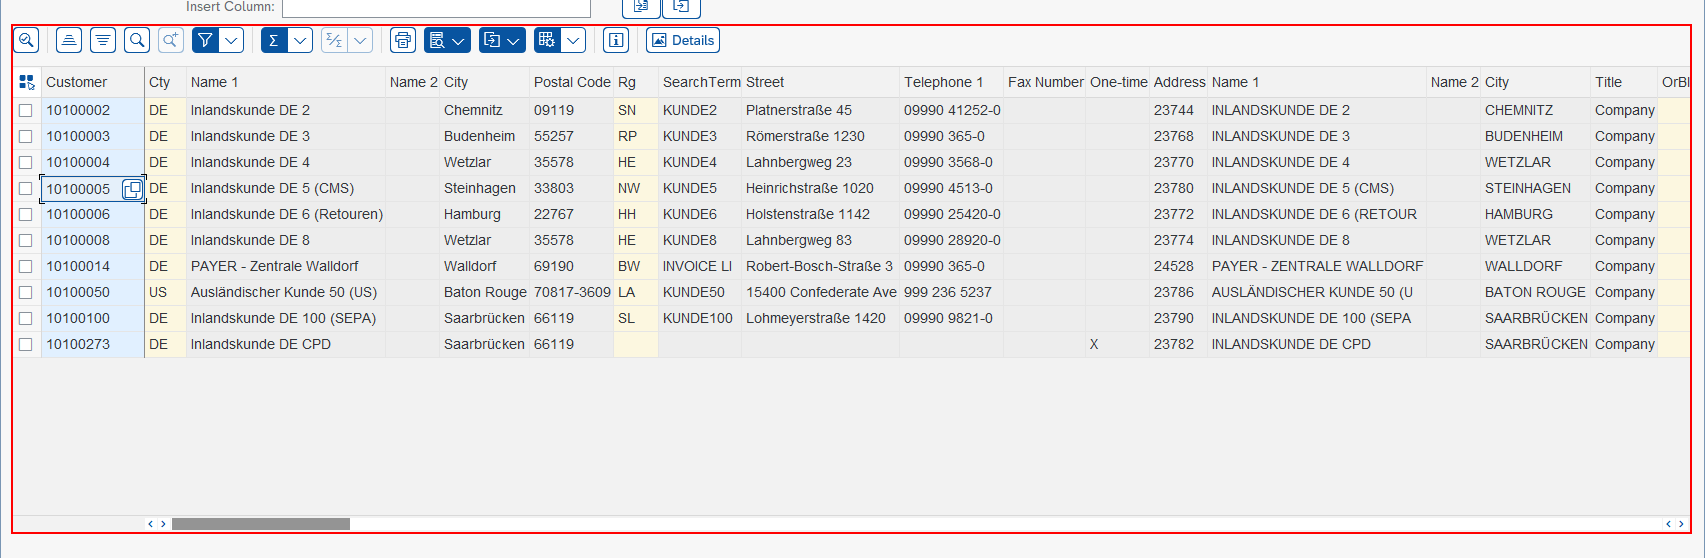 Insert Column:
Details
Customer Cty Name 1 Name 2 City Postal Code Rg SearchTerm Street Telephone 1 Fax Number One-time Address Name 1 Name 2 City Title OrBl
10100002 DE Inlandskunde DE 2 Chemnitz 09119 SN KUNDE2 Platnerstraße 45 09990 41252-0 23744 INLANDSKUNDE DE 2 CHEMNITZ Company
10100003 DE Inlandskunde DE 3 Budenheim 55257 RP KUNDE3 Römerstraße 1230 09990 365-0 23768 INLANDSKUNDE DE 3 BUDENHEIM Company
10100004 DE Inlandskunde DE 4 Wetzlar 35578 HE KUNDE4 Lahnbergweg 23 09990 3568-0 23770 INLANDSKUNDE DE 4 WETZLAR Company
10100005 DE Inlandskunde DE 5 (CMS) Steinhagen 33803 NW KUNDE5 Heinrichstraße 1020 09990 4513-0 23780 INLANDSKUNDE DE 5 (CMS) STEINHAGEN Company
10100006 DE Inlandskunde DE 6 (Retouren) Hamburg 22767 HH KUNDE6 Holstenstraße 1142 09990 25420-0 23772 INLANDSKUNDE DE 6 (RETOUR HAMBURG Company
10100008 DE Inlandskunde DE 8 Wetzlar 35578 HE KUNDE8 Lahnbergweg 83 09990 28920-0 23774 INLANDSKUNDE DE 8 WETZLAR Company
10100014 DE PAYER - Zentrale Walldorf Walldorf 69190 BW INVOICE LI Robert-Bosch-Straße 3 09990 365-0 24528 PAYER - ZENTRALE WALLDORF WALLDORF Company
10100050 US Ausländischer Kunde 50 (US) Baton Rouge 70817-3609 LA KUNDE50 15400 Confederate Ave 999 236 5237 23786 AUSLÄNDISCHER KUNDE 50 (U BATON ROUGE Company
10100100 DE Inlandskunde DE 100 (SEPA) Saarbrücken 66119 SL KUNDE100 Lohmeyerstraße 1420 09990 9821-0 23790 INLANDSKUNDE DE 100 (SEPA SAARBRÜCKEN Company
10100273 DE Inlandskunde DE CPD Saarbrücken 66119 X 23782 INLANDSKUNDE DE CPD SAARBRÜCKEN Company